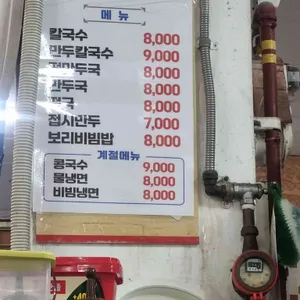 메뉴
칼국수 8,000
만두칼국수 9,000
떡만두국 8,000
만두국 8,000
떡국 8,000
접시만두 7,000
보리비빔밥 8,000
계절메뉴
콩국수 9,000
물냉면 8,000
비빔냉면 8,000